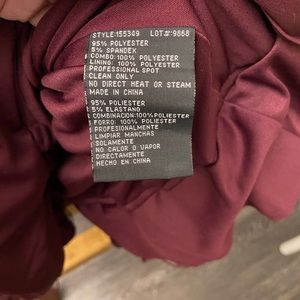 STYLE:155349 LOT#:9868
95% POLYESTER
5% SPANDEX
COMBO: 100% POLYESTER
LINING: 100% POLYESTER
PROFESSIONAL SPOT
CLEAN ONLY
NO DIRECT HEAT OR STEAM
MADE IN CHINA
95% POLIESTER
5% ELASTANO
COMBINACION:100%POLIESTER
FORRO: 100% POLIESTER
PROFESIONALMENTE
LIMPIAR MANCHAS
SOLAMENTE
NO CALOR O VAPOR
DIRECTAMENTE
HECHO EN CHINA